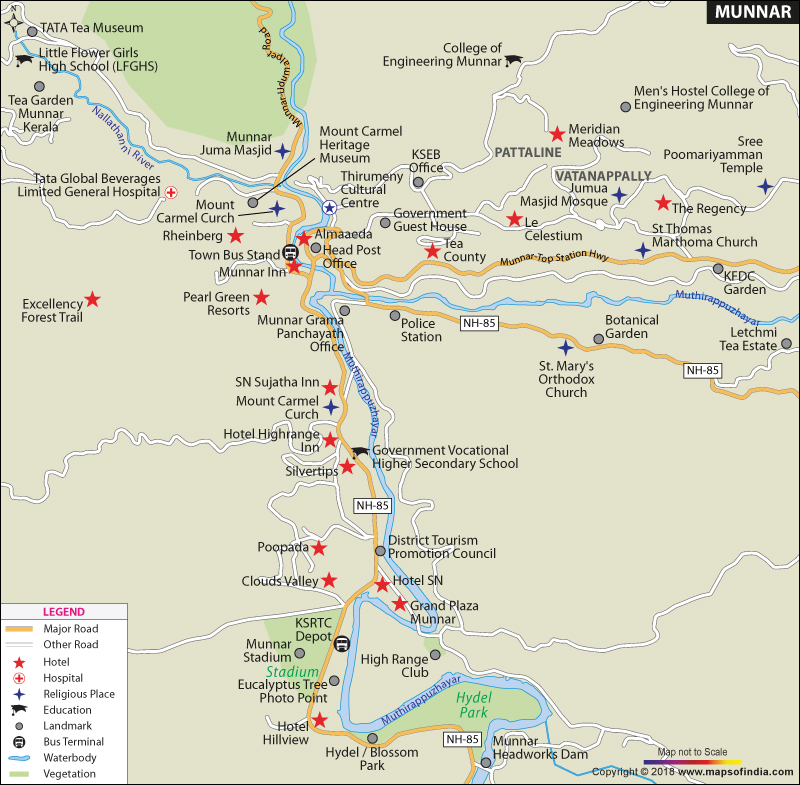 MUNNAR
N
TATA Tea Museum
Little Flower Girls
High School (LFGHS)
Tea Garden
Munnar
Kerala
Nallathanni River
Munnar-Udumalpet Road
College of
Engineering Munnar
Men's Hostel College of
Engineering Munnar
Munnar
Juma Masjid
Mount Carmel
Heritage
Museum
Meridian
Meadows
PATTALINE
KSEB
Office
Sree
Poomariyamman
Temple
VATANAPPALLY
Tata Global Beverages
Limited General Hospital
Thirumeny
Cultural
Centre
Jumua
Masjid Mosque
The Regency
Mount
Carmel Curch
Government
Guest House
Le
Celestium
St Thomas
Marthoma Church
Rheinberg
Almaaeda
Head Post
Office
Town Bus Stand
Munnar Inn
Tea
County
Munnar-Top Station Hwy
KFDC
Garden
Excellency
Forest Trail
Pearl Green
Resorts
Muthirappuzhayar
Munnar Grama
Panchayath
Office
Police
Station
NH-85
Botanical
Garden
Letchmi
Tea Estate
St. Mary's
Orthodox
Church
NH-85
Muthirappuzhayar
SN Sujatha Inn
Mount Carmel
Curch
Hotel Highrange
Inn
Government Vocational
Higher Secondary School
Silvertips
NH-85
Poopada
District Tourism
Promotion Council
Clouds Valley
Hotel SN
Grand Plaza
Munnar
KSRTC
Depot
Munnar
Stadium
Stadium
High Range
Club
Eucalyptus Tree
Photo Point
Muthirappuzhayar
Hydel
Park
Hotel
Hillview
Hydel / Blossom
Park
NH-85
Munnar
Headworks Dam
LEGEND
Major Road
Other Road
Hotel
Hospital
Religious Place
Education
Landmark
Bus Terminal
Waterbody
Vegetation
Map not to Scale
Copyright © 2018 www.mapsofindia.com